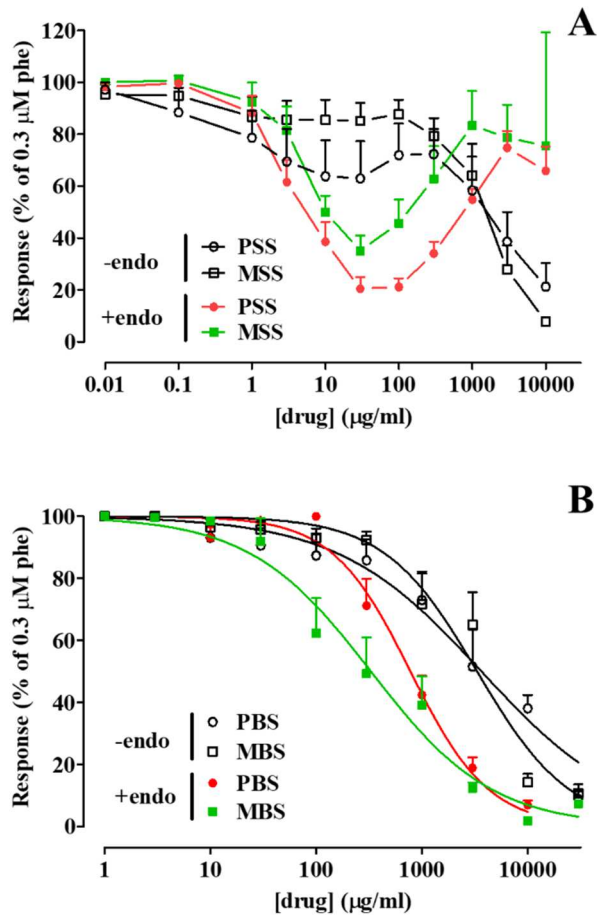 A
120
100
80
60
40
20
0
Response (% of 0.3 μM phe)
-endo
PSS
MSS
+endo
PSS
MSS
0.01 0.1 1 10 100 1000 10000
[drug] (μg/ml)
B
100
80
60
40
20
0
Response (% of 0.3 μM phe)
-endo
PBS
MBS
+endo
PBS
MBS
1 10 100 1000 10000
[drug] (μg/ml)